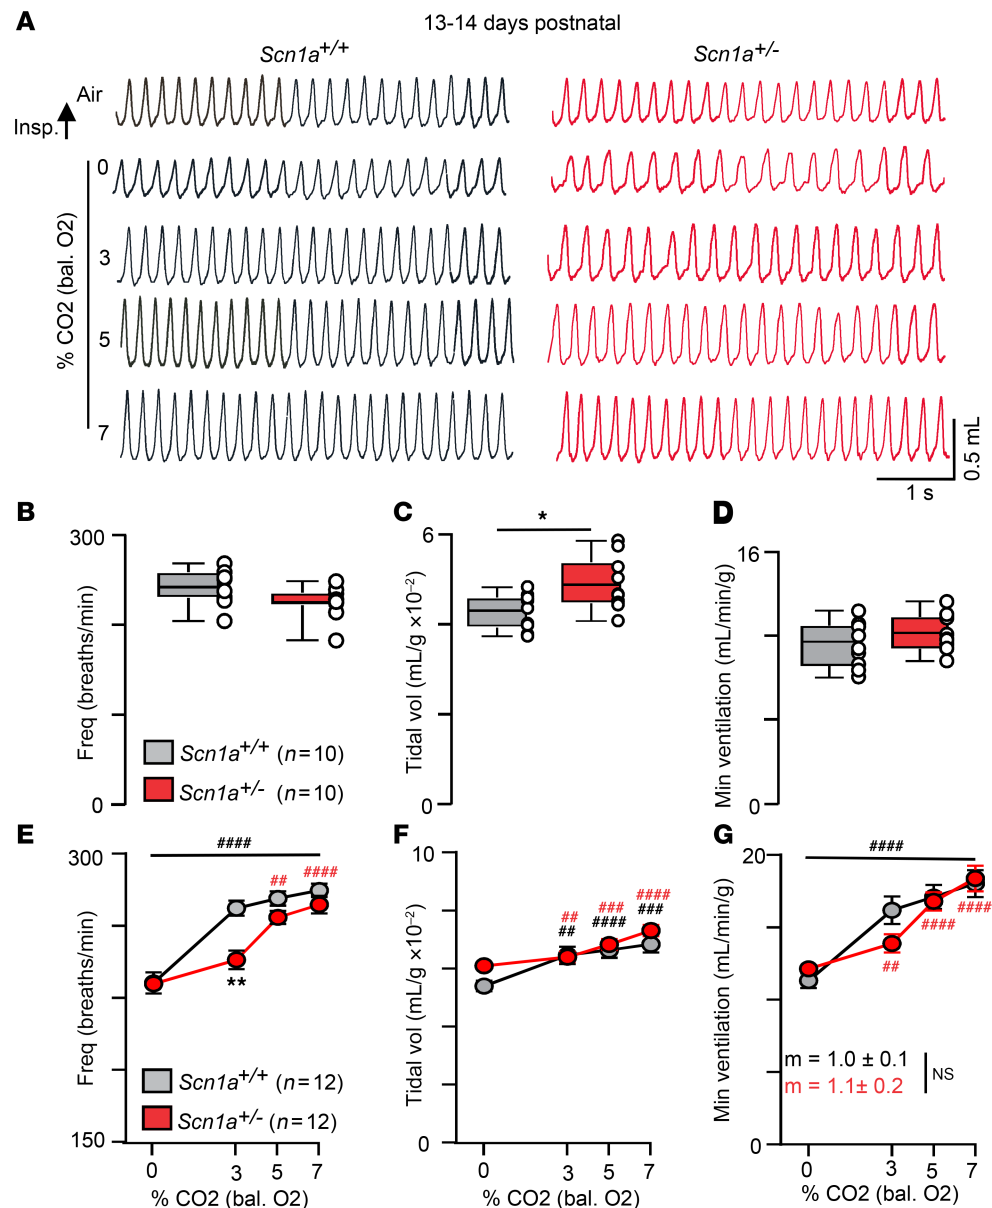 A
13-14 days postnatal
Scn1a+/+
Scn1a+/-
Air
Insp.
% CO2 (bal. O2)
0
3
5
7
0.5 mL
1 s
B
Freq (breaths/min)
300
0
Scn1a+/+ (n=10)
Scn1a+/- (n=10)
C
Tidal vol (mL/g ×10−2)
6
0
*
D
Min ventilation (mL/min/g)
16
0
E
Freq (breaths/min)
300
150
####
##
####
**
Scn1a+/+ (n=12)
Scn1a+/- (n=12)
0 3 5 7
% CO2 (bal. O2)
F
Tidal vol (mL/g ×10−2)
10
0
##
##
###
####
####
###
0 3 5 7
% CO2 (bal. O2)
G
Min ventilation (mL/min/g)
20
0
####
##
####
####
m = 1.0 ± 0.1
m = 1.1± 0.2
NS
0 3 5 7
% CO2 (bal. O2)